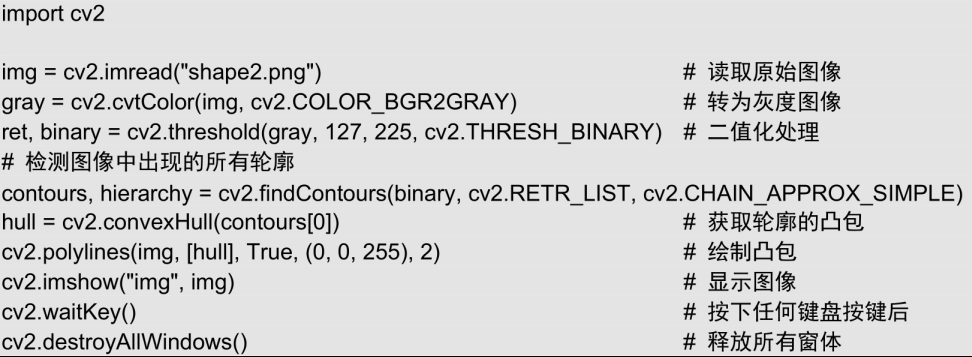 import cv2
img = cv2.imread("shape2.png") # 读取原始图像
gray = cv2.cvtColor(img, cv2.COLOR_BGR2GRAY) # 转为灰度图像
ret, binary = cv2.threshold(gray, 127, 225, cv2.THRESH_BINARY) # 二值化处理
# 检测图像中出现的所有轮廓
contours, hierarchy = cv2.findContours(binary, cv2.RETR_LIST, cv2.CHAIN_APPROX_SIMPLE)
hull = cv2.convexHull(contours[0]) # 获取轮廓的凸包
cv2.polylines(img, [hull], True, (0, 0, 255), 2) # 绘制凸包
cv2.imshow("img", img) # 显示图像
cv2.waitKey() # 按下任何键盘按键后
cv2.destroyAllWindows() # 释放所有窗体